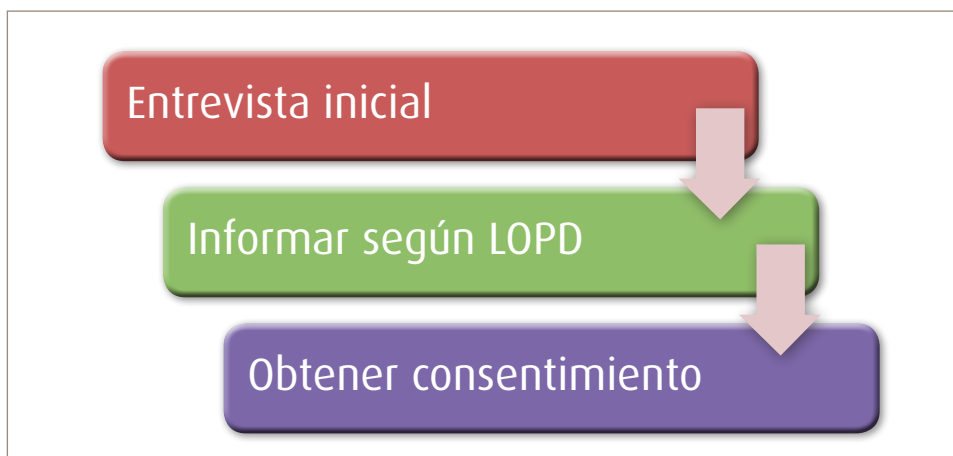 Entrevista inicial
Informar según LOPD
Obtener consentimiento